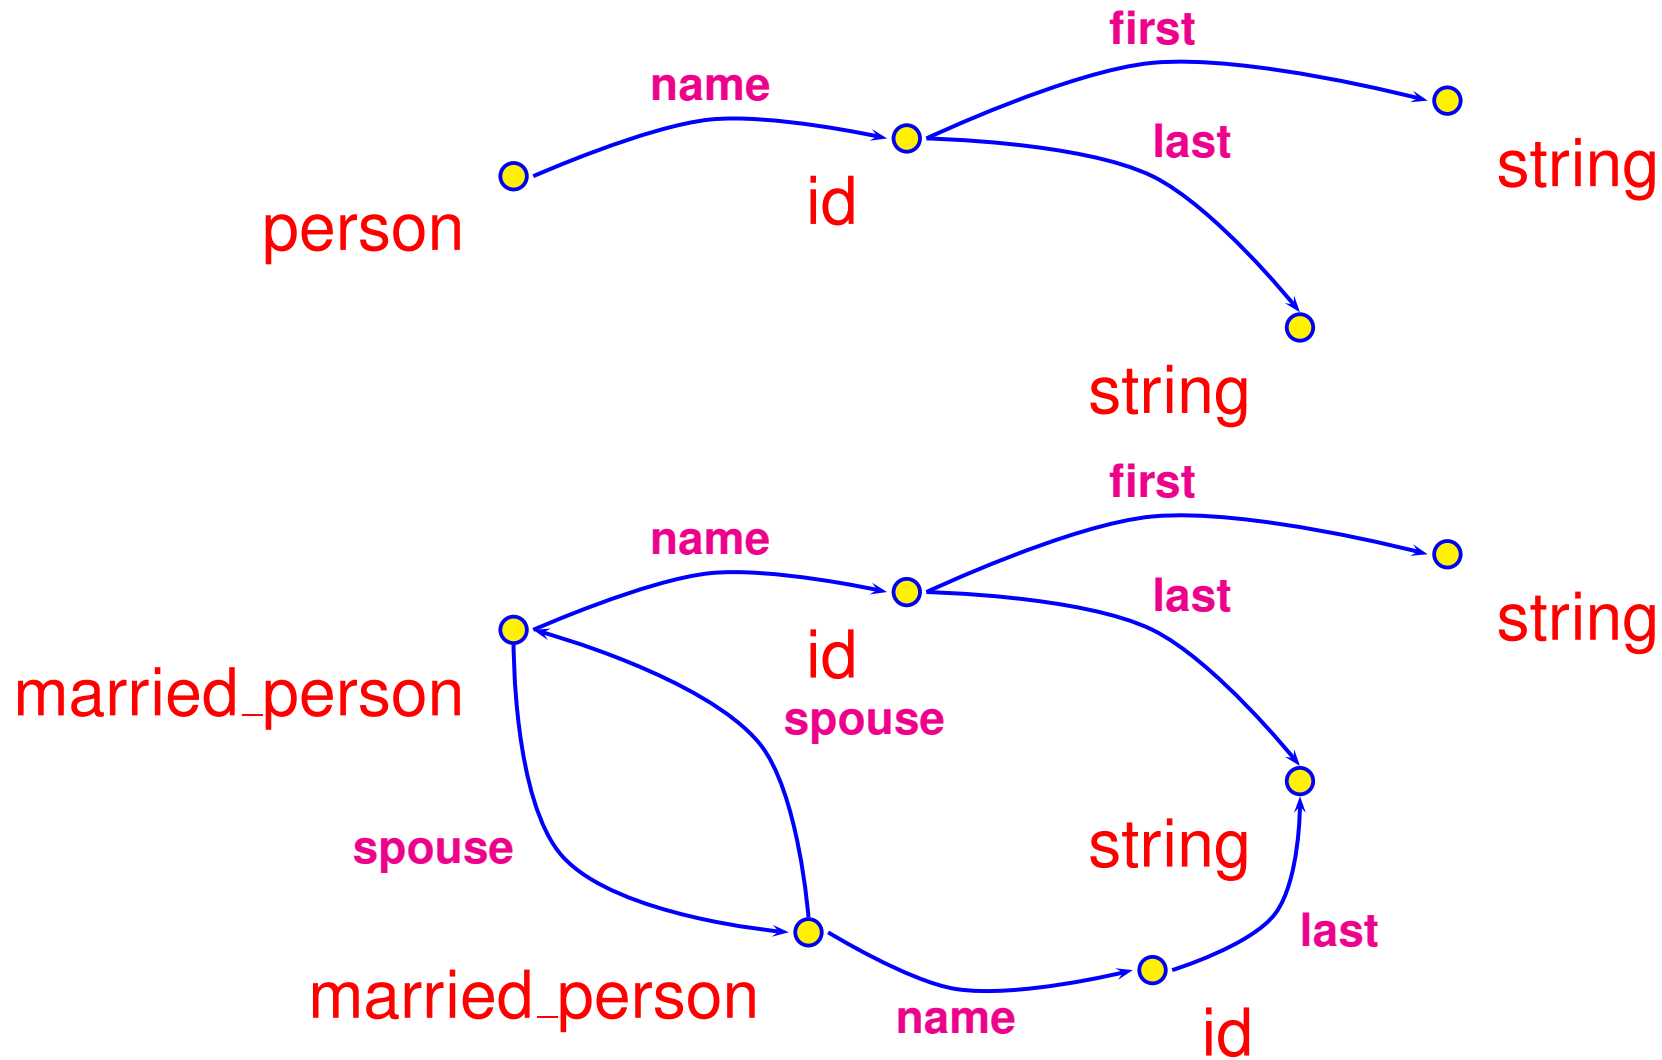 first
name
last
string
id
person
string
first
name
last
string
id
married_person
spouse
string
spouse
last
married_person
name
id